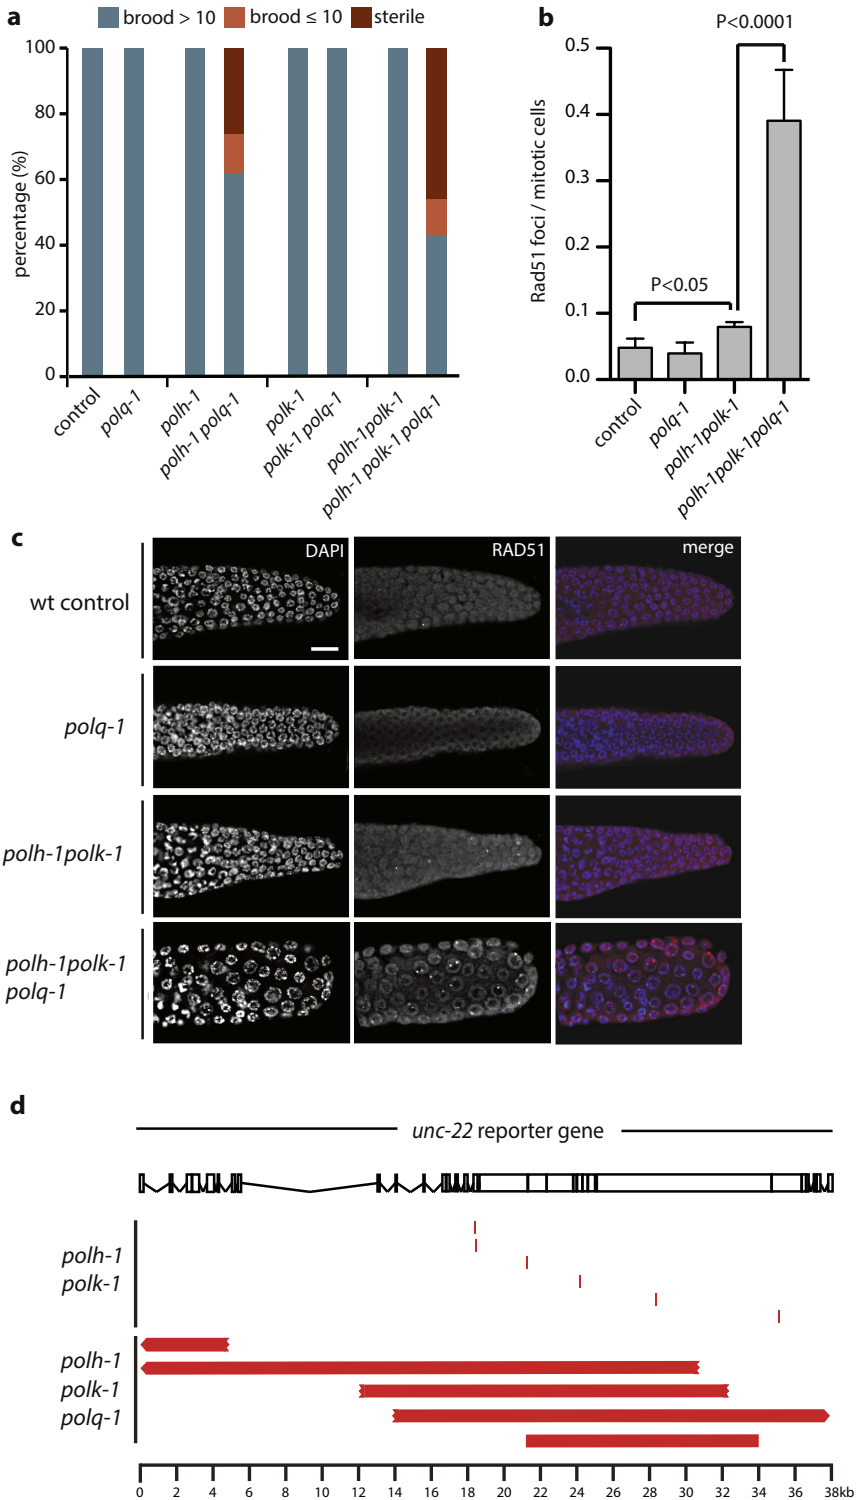 a
brood > 10
brood ≤ 10
sterile
percentage (%)
100
80
60
40
20
0
control
polq-1
polh-1
polh-1 polq-1
polk-1
polk-1 polq-1
polh-1polk-1
polh-1 polk-1 polq-1
b
P<0.0001
Rad51 foci / mitotic cells
0.5
0.4
0.3
0.2
0.1
0.0
P<0.05
control
polq-1
polh-1polk-1
polh-1polk-1polq-1
c
DAPI
RAD51
merge
wt control
polq-1
polh-1polk-1
polh-1polk-1
polq-1
d
unc-22 reporter gene
polh-1
polk-1
polh-1
polk-1
polq-1
0 2 4 6 8 10 12 14 16 18 20 22 24 26 28 30 32 34 36 38kb